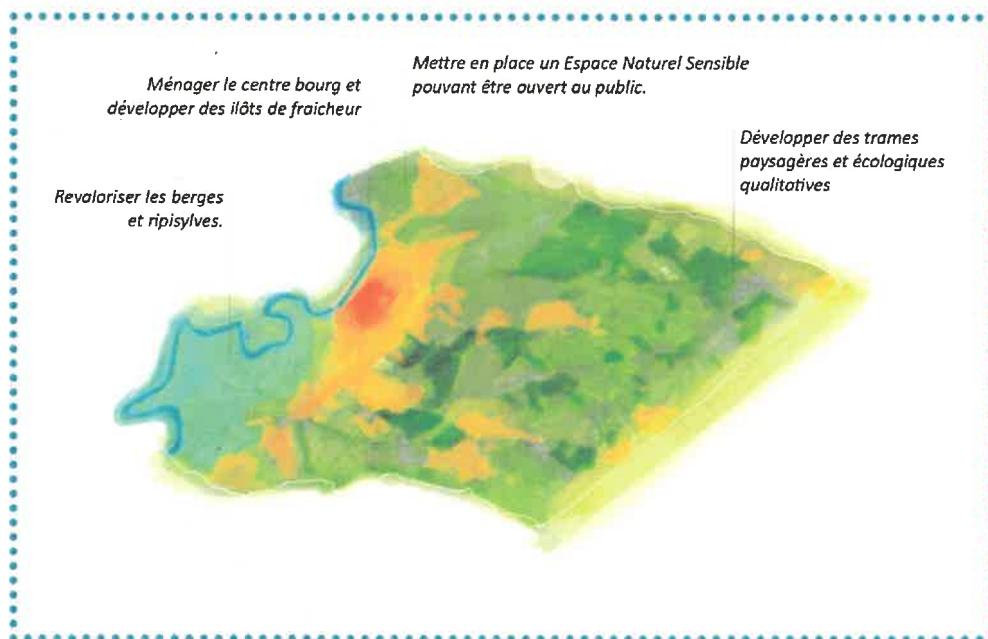 Mettre en place un Espace Naturel Sensible
pouvant être ouvert au public.
Ménager le centre bourg et
développer des ilôts de fraicheur
Développer des trames
paysagères et écologiques
qualitatives
Revaloriser les berges
et ripisylves.